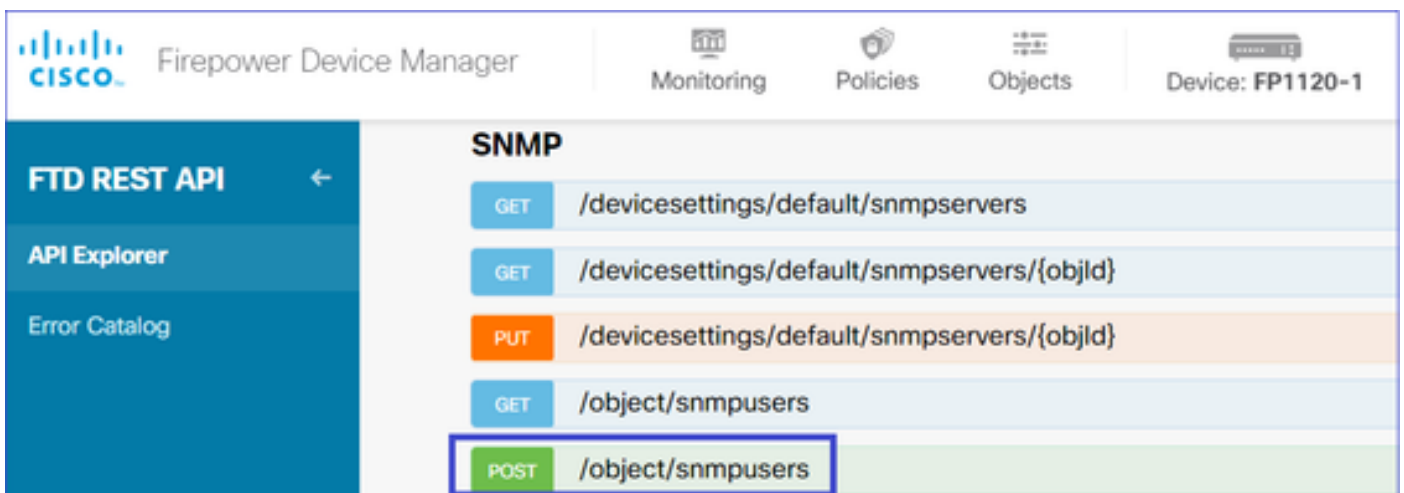 CISCO
Firepower Device Manager
Monitoring
Policies
Objects
Device: FP1120-1
FTD REST API
API Explorer
Error Catalog
SNMP
GET /devicesettings/default/snmpservers
GET /devicesettings/default/snmpservers/{objId}
PUT /devicesettings/default/snmpservers/{objId}
GET /object/snmpusers
POST /object/snmpusers